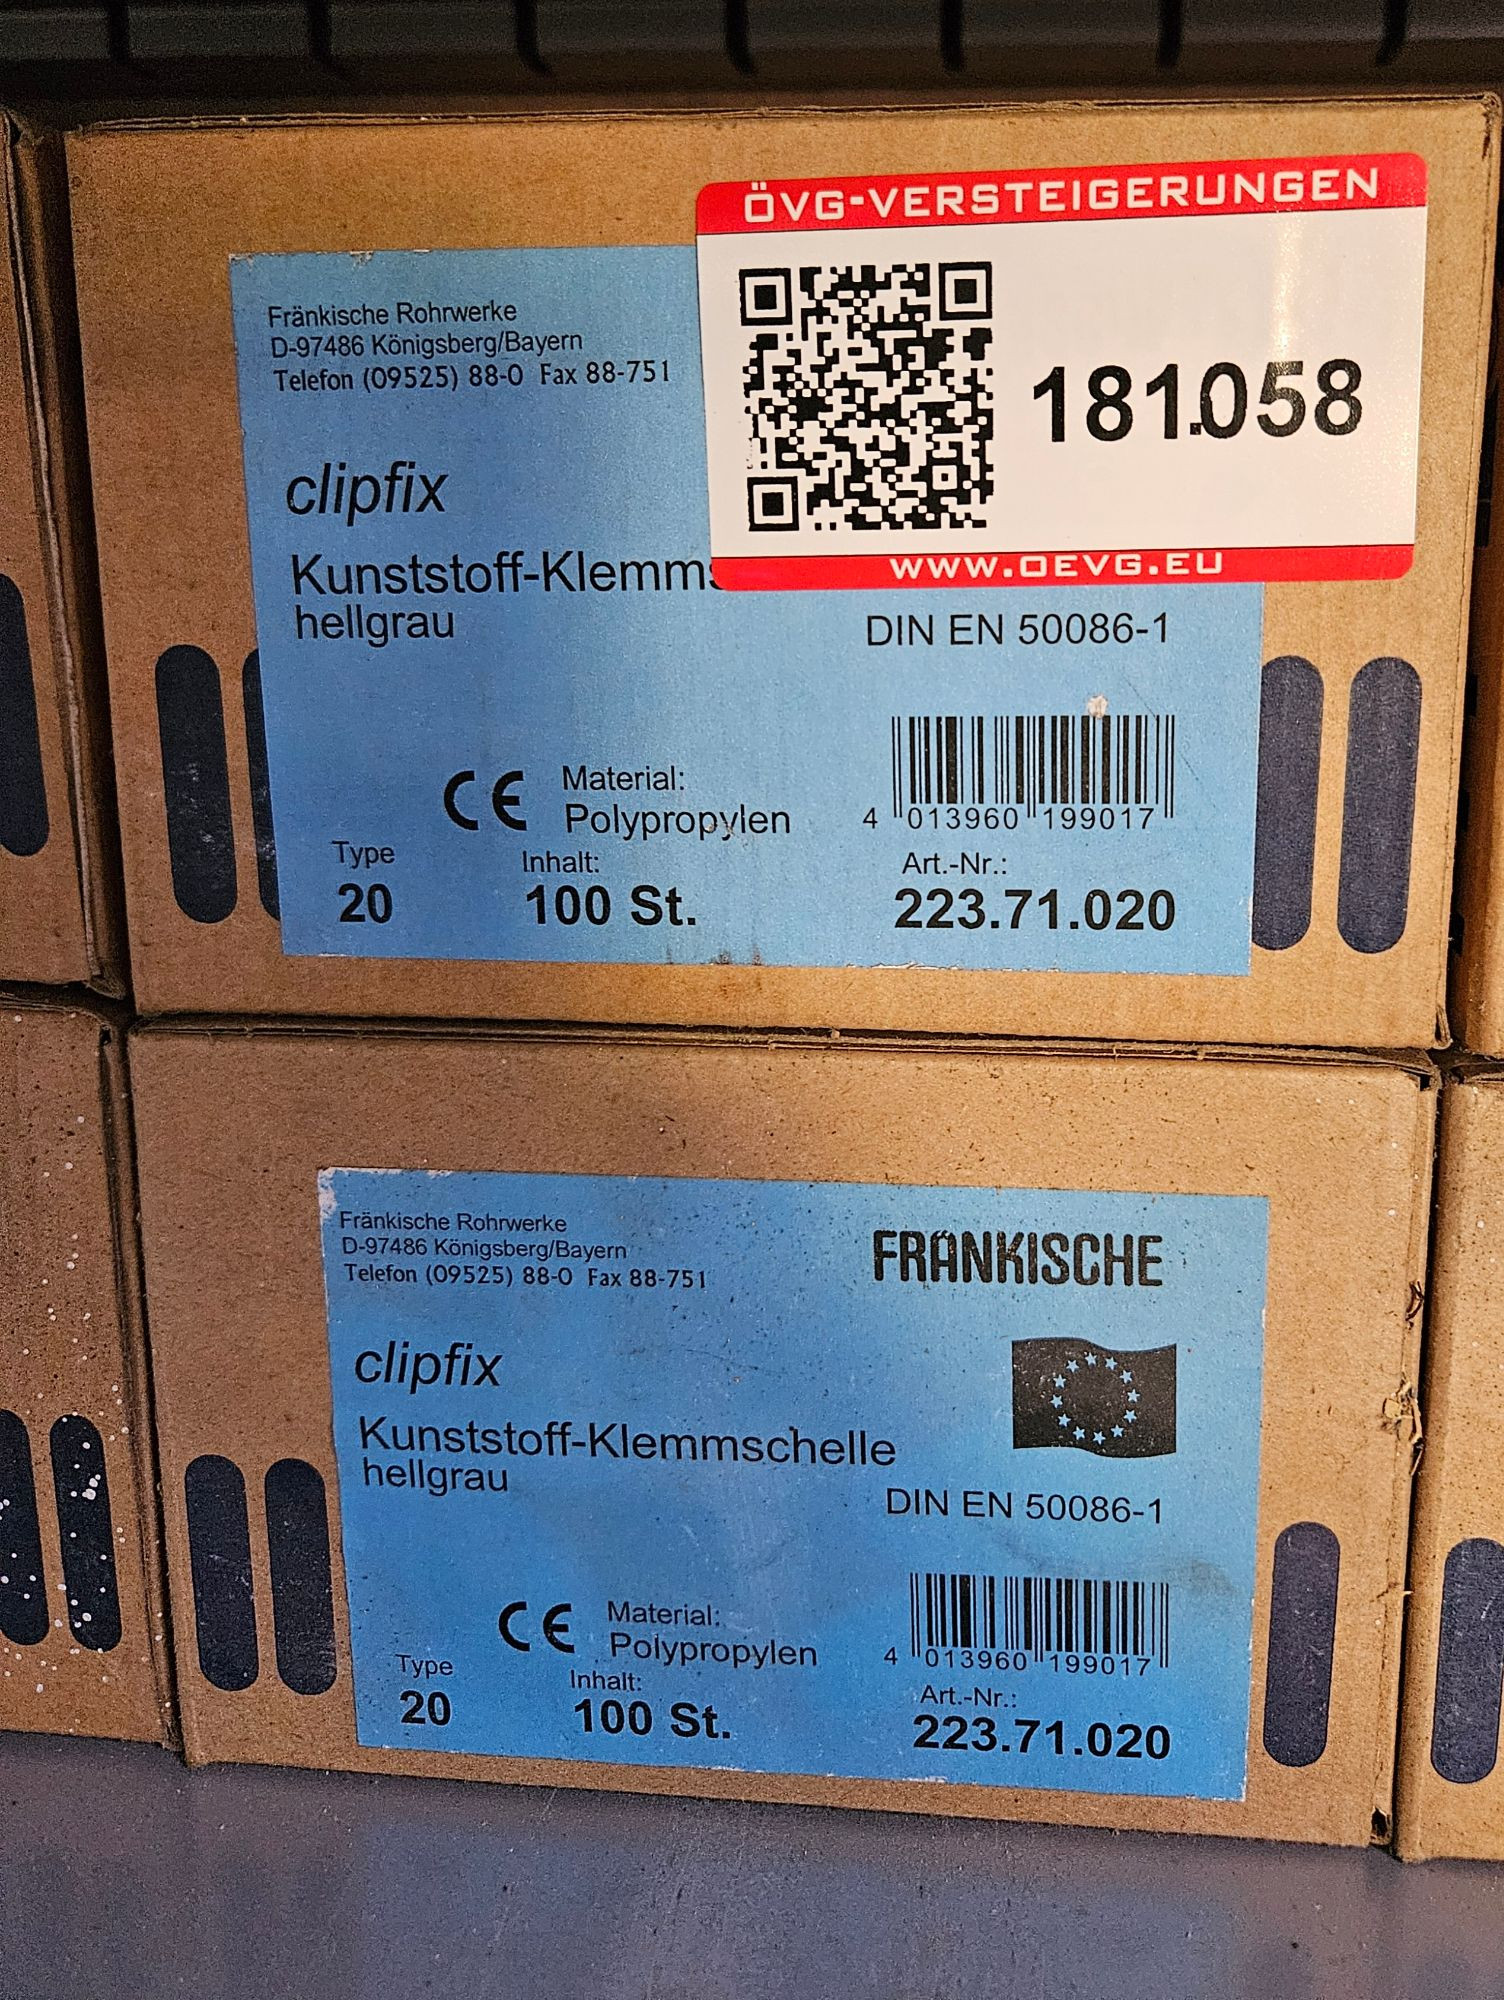 ÖVG-VERSTEIGERUNGEN
181.058
WWW.OEVG.EU
Fränkische Rohrwerke
D-97486 Königsberg/Bayern
Telefon (09525) 88-0 Fax 88-751
clipfix
Kunststoff-Klemms
hellgrau
DIN EN 50086-1
CE
Material:
Polypropylen
4 013960 199017
Type
20
Inhalt:
100 St.
Art.-Nr.:
223.71.020
Fränkische Rohrwerke
D-97486 Königsberg/Bayern
Telefon (09525) 88-0 Fax 88-751
FRÄNKISCHE
clipfix
Kunststoff-Klemmschelle
hellgrau
DIN EN 50086-1
CE
Material:
Polypropylen
4 013960 199017
Type
20
Inhalt:
100 St.
Art.-Nr.:
223.71.020